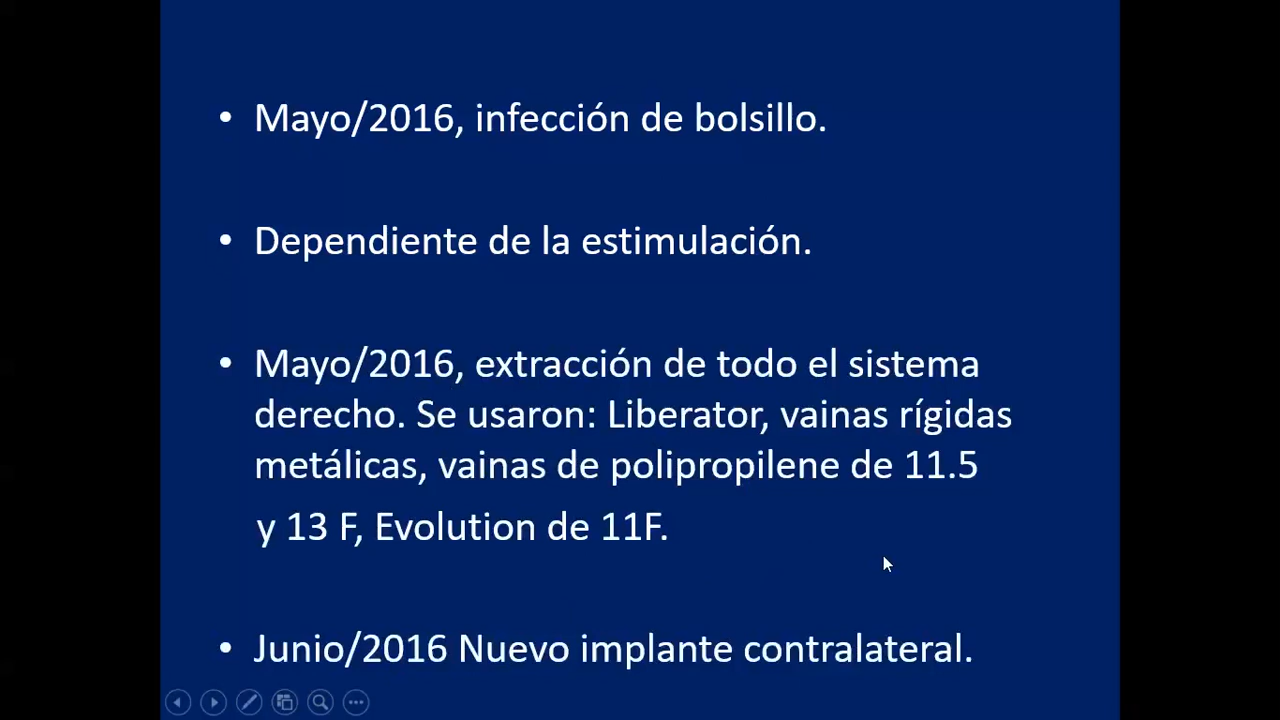 • Mayo/2016, infección de bolsillo.
• Dependiente de la estimulación.
• Mayo/2016, extracción de todo el sistema
derecho. Se usaron: Liberator, vainas rígidas
metálicas, vainas de polipropilene de 11.5
y 13 F, Evolution de 11F.
• Junio/2016 Nuevo implante contralateral.